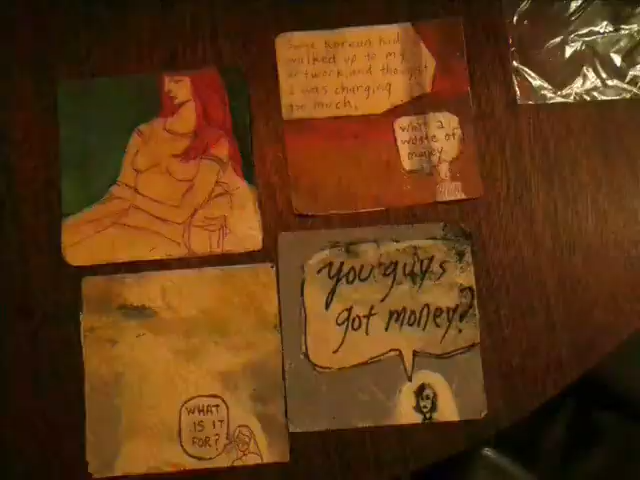 Some Korean kid
walked up to my
artwork, and thought
I was charging
too much.
what a
waste of
money
you guys
got money?
WHAT
IS IT
FOR?